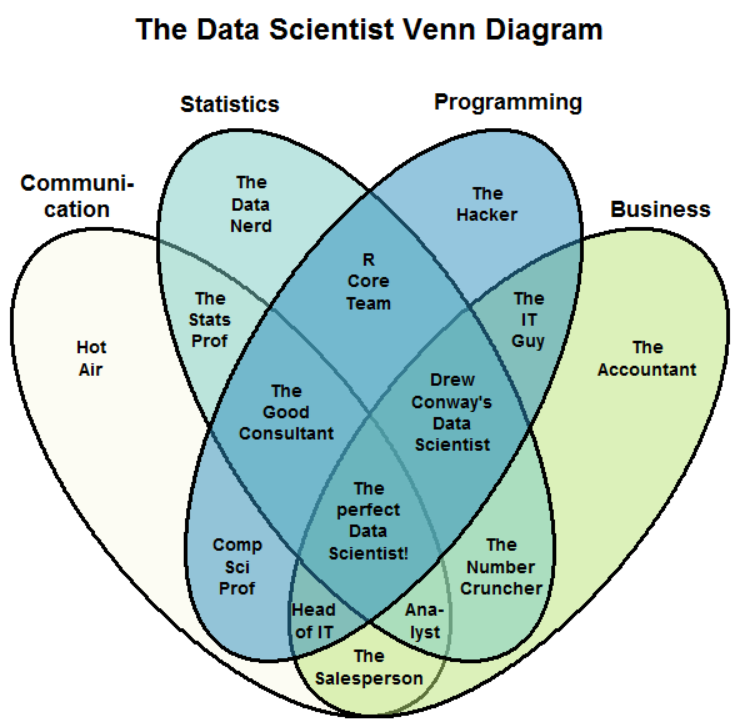 The Data Scientist Venn Diagram
Statistics
Programming
Communi-
cation
Business
The
Data
Nerd
The
Hacker
R
Core
Team
The
Stats
Prof
The
IT
Guy
Hot
Air
The
Accountant
The
Good
Consultant
Drew
Conway's
Data
Scientist
The
perfect
Data
Scientist!
Comp
Sci
Prof
The
Number
Cruncher
Head
of IT
Ana-
lyst
The
Salesperson